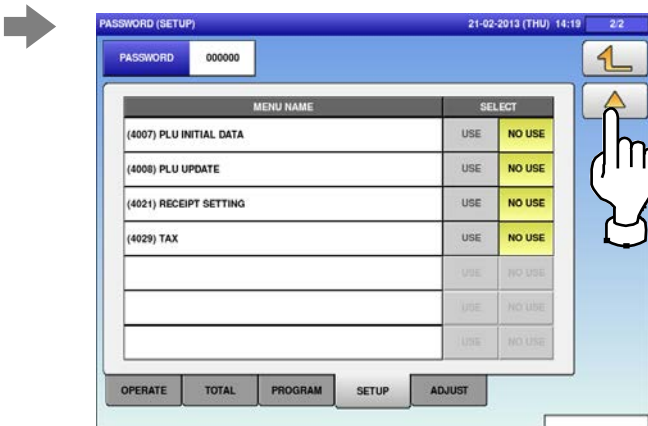 PASSWORD (SETUP) 21-02-2013 (THU) 14:19 2/2
PASSWORD 000000
MENU NAME SELECT
(4007) PLU INITIAL DATA USE NO USE
(4008) PLU UPDATE USE NO USE
(4021) RECEIPT SETTING USE NO USE
(4029) TAX USE NO USE
USE NO USE
USE NO USE
USE NO USE
OPERATE TOTAL PROGRAM SETUP ADJUST